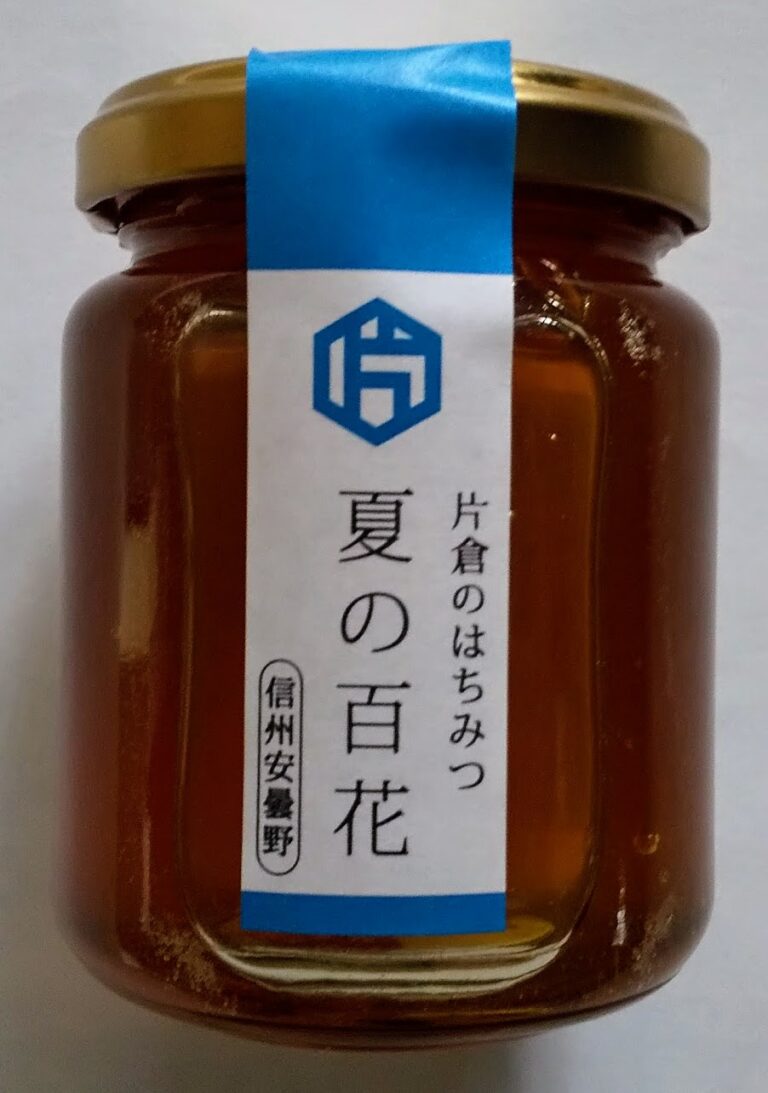 片倉のはちみつ
夏の百花
信州安曇野